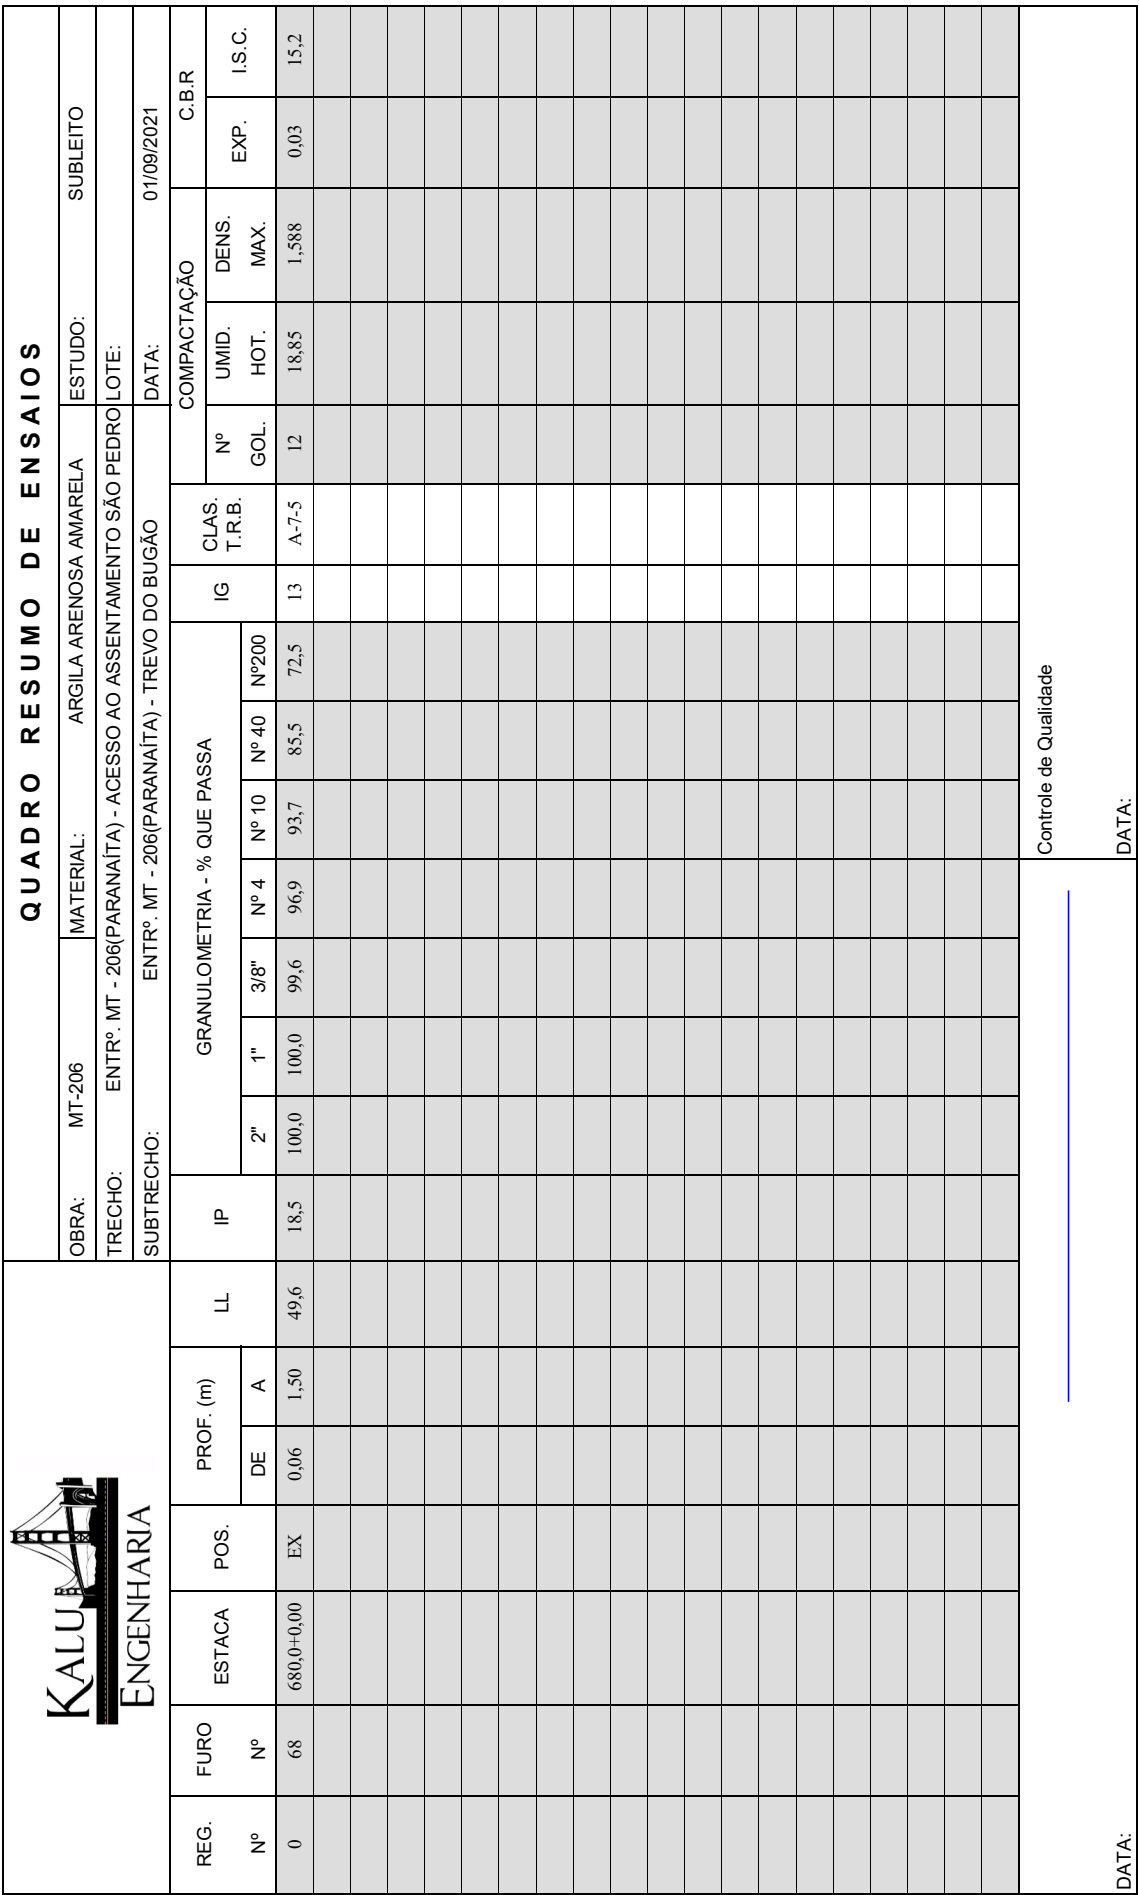 KALU
ENGENHARIA
QUADRO RESUMO DE ENSAIOS
OBRA: MT-206 MATERIAL: ARGILA ARENOSA AMARELA ESTUDO: SUBLEITO
TRECHO: ENTRº. MT - 206(PARANAÍTA) - ACESSO AO ASSENTAMENTO SÃO PEDRO LOTE:
SUBTRECHO: ENTRº. MT - 206(PARANAÍTA) - TREVO DO BUGÃO DATA: 01/09/2021
REG. Nº FURO Nº ESTACA POS. PROF. (m) LL IP GRANULOMETRIA - % QUE PASSA IG CLAS. T.R.B. COMPACTAÇÃO C.B.R
DE A 2" 1" 3/8" Nº 4 Nº 10 Nº 40 Nº200 Nº GOL. UMID. HOT. DENS. MAX. EXP. I.S.C.
0 68 680,0+0,00 EX 0,06 1,50 49,6 18,5 100,0 100,0 99,6 96,9 93,7 85,5 72,5 13 A-7-5 12 18,85 1,588 0,03 15,2
Controle de Qualidade
DATA: DATA: